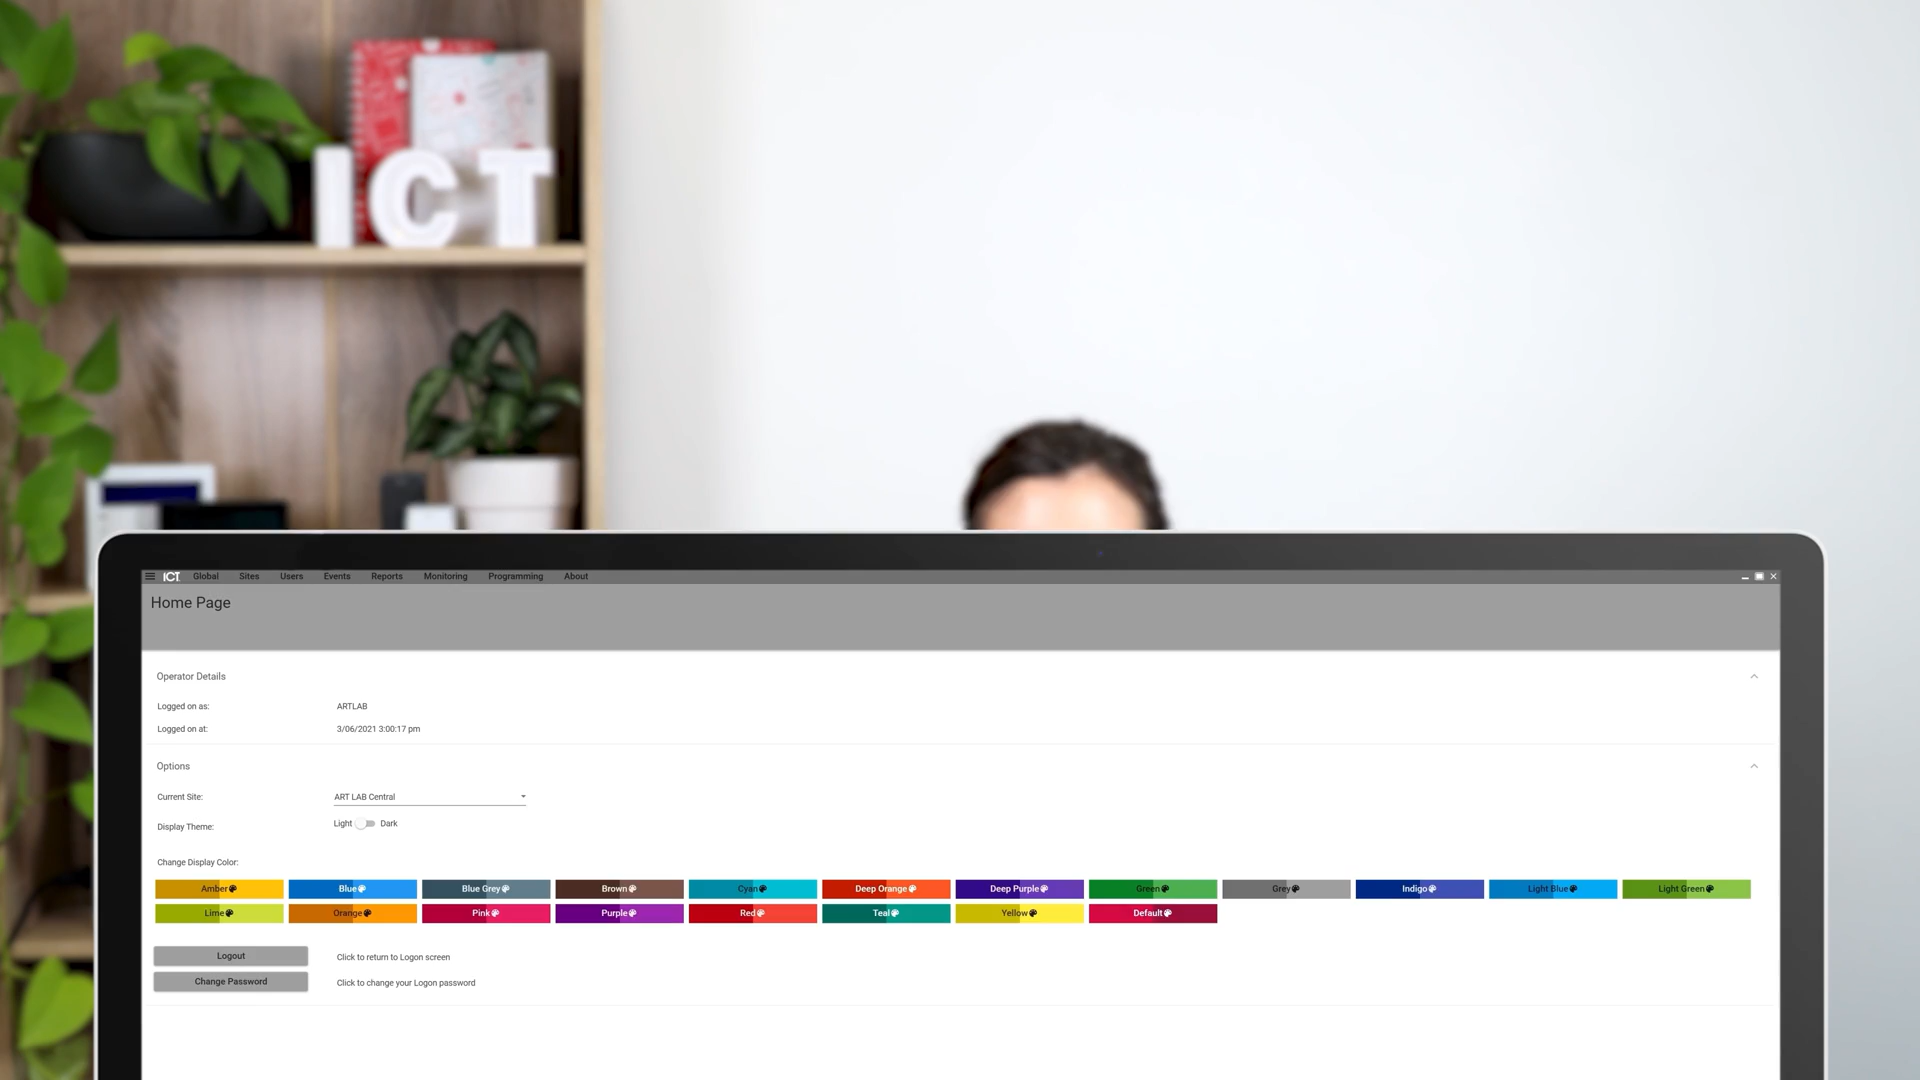 ICT
ICT Global Sites Users Events Reports Monitoring Programming About
Home Page
Operator Details
Logged on as: ARTLAB
Logged on at: 3/06/2021 3:00:17 pm
Options
Current Site: ART LAB Central
Display Theme: Light Dark
Change Display Color:
Amber Blue Blue Grey Brown Cyan Deep Orange Deep Purple Green Grey Indigo Light Blue Light Green
Lime Orange Pink Purple Red Teal Yellow Default
Logout Click to return to Logon screen
Change Password Click to change your Logon password